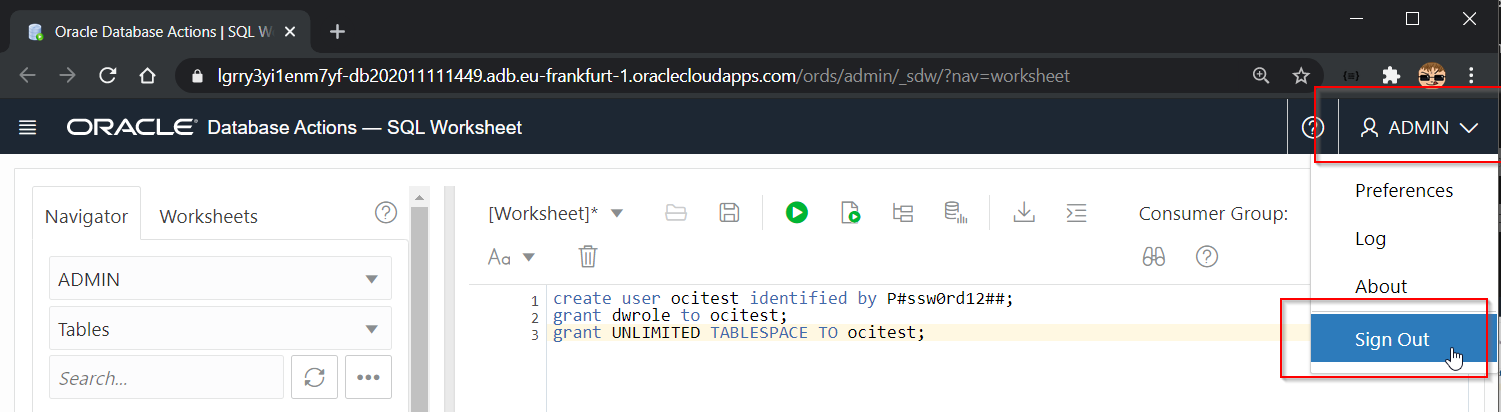 Oracle Database Actions | SQL W
lgrry3yi1enm7yf-db202011111449.adb.eu-frankfurt-1.oraclecloudapps.com/ords/admin/_sdw/?nav=worksheet
ORACLE Database Actions — SQL Worksheet
ADMIN
Preferences
Log
About
Sign Out
Navigator
Worksheets
ADMIN
Tables
Search...
[Worksheet]*
Consumer Group:
Aa
1 create user ocitest identified by P#ssw0rd12##;
2 grant dwrole to ocitest;
3 grant UNLIMITED TABLESPACE TO ocitest;